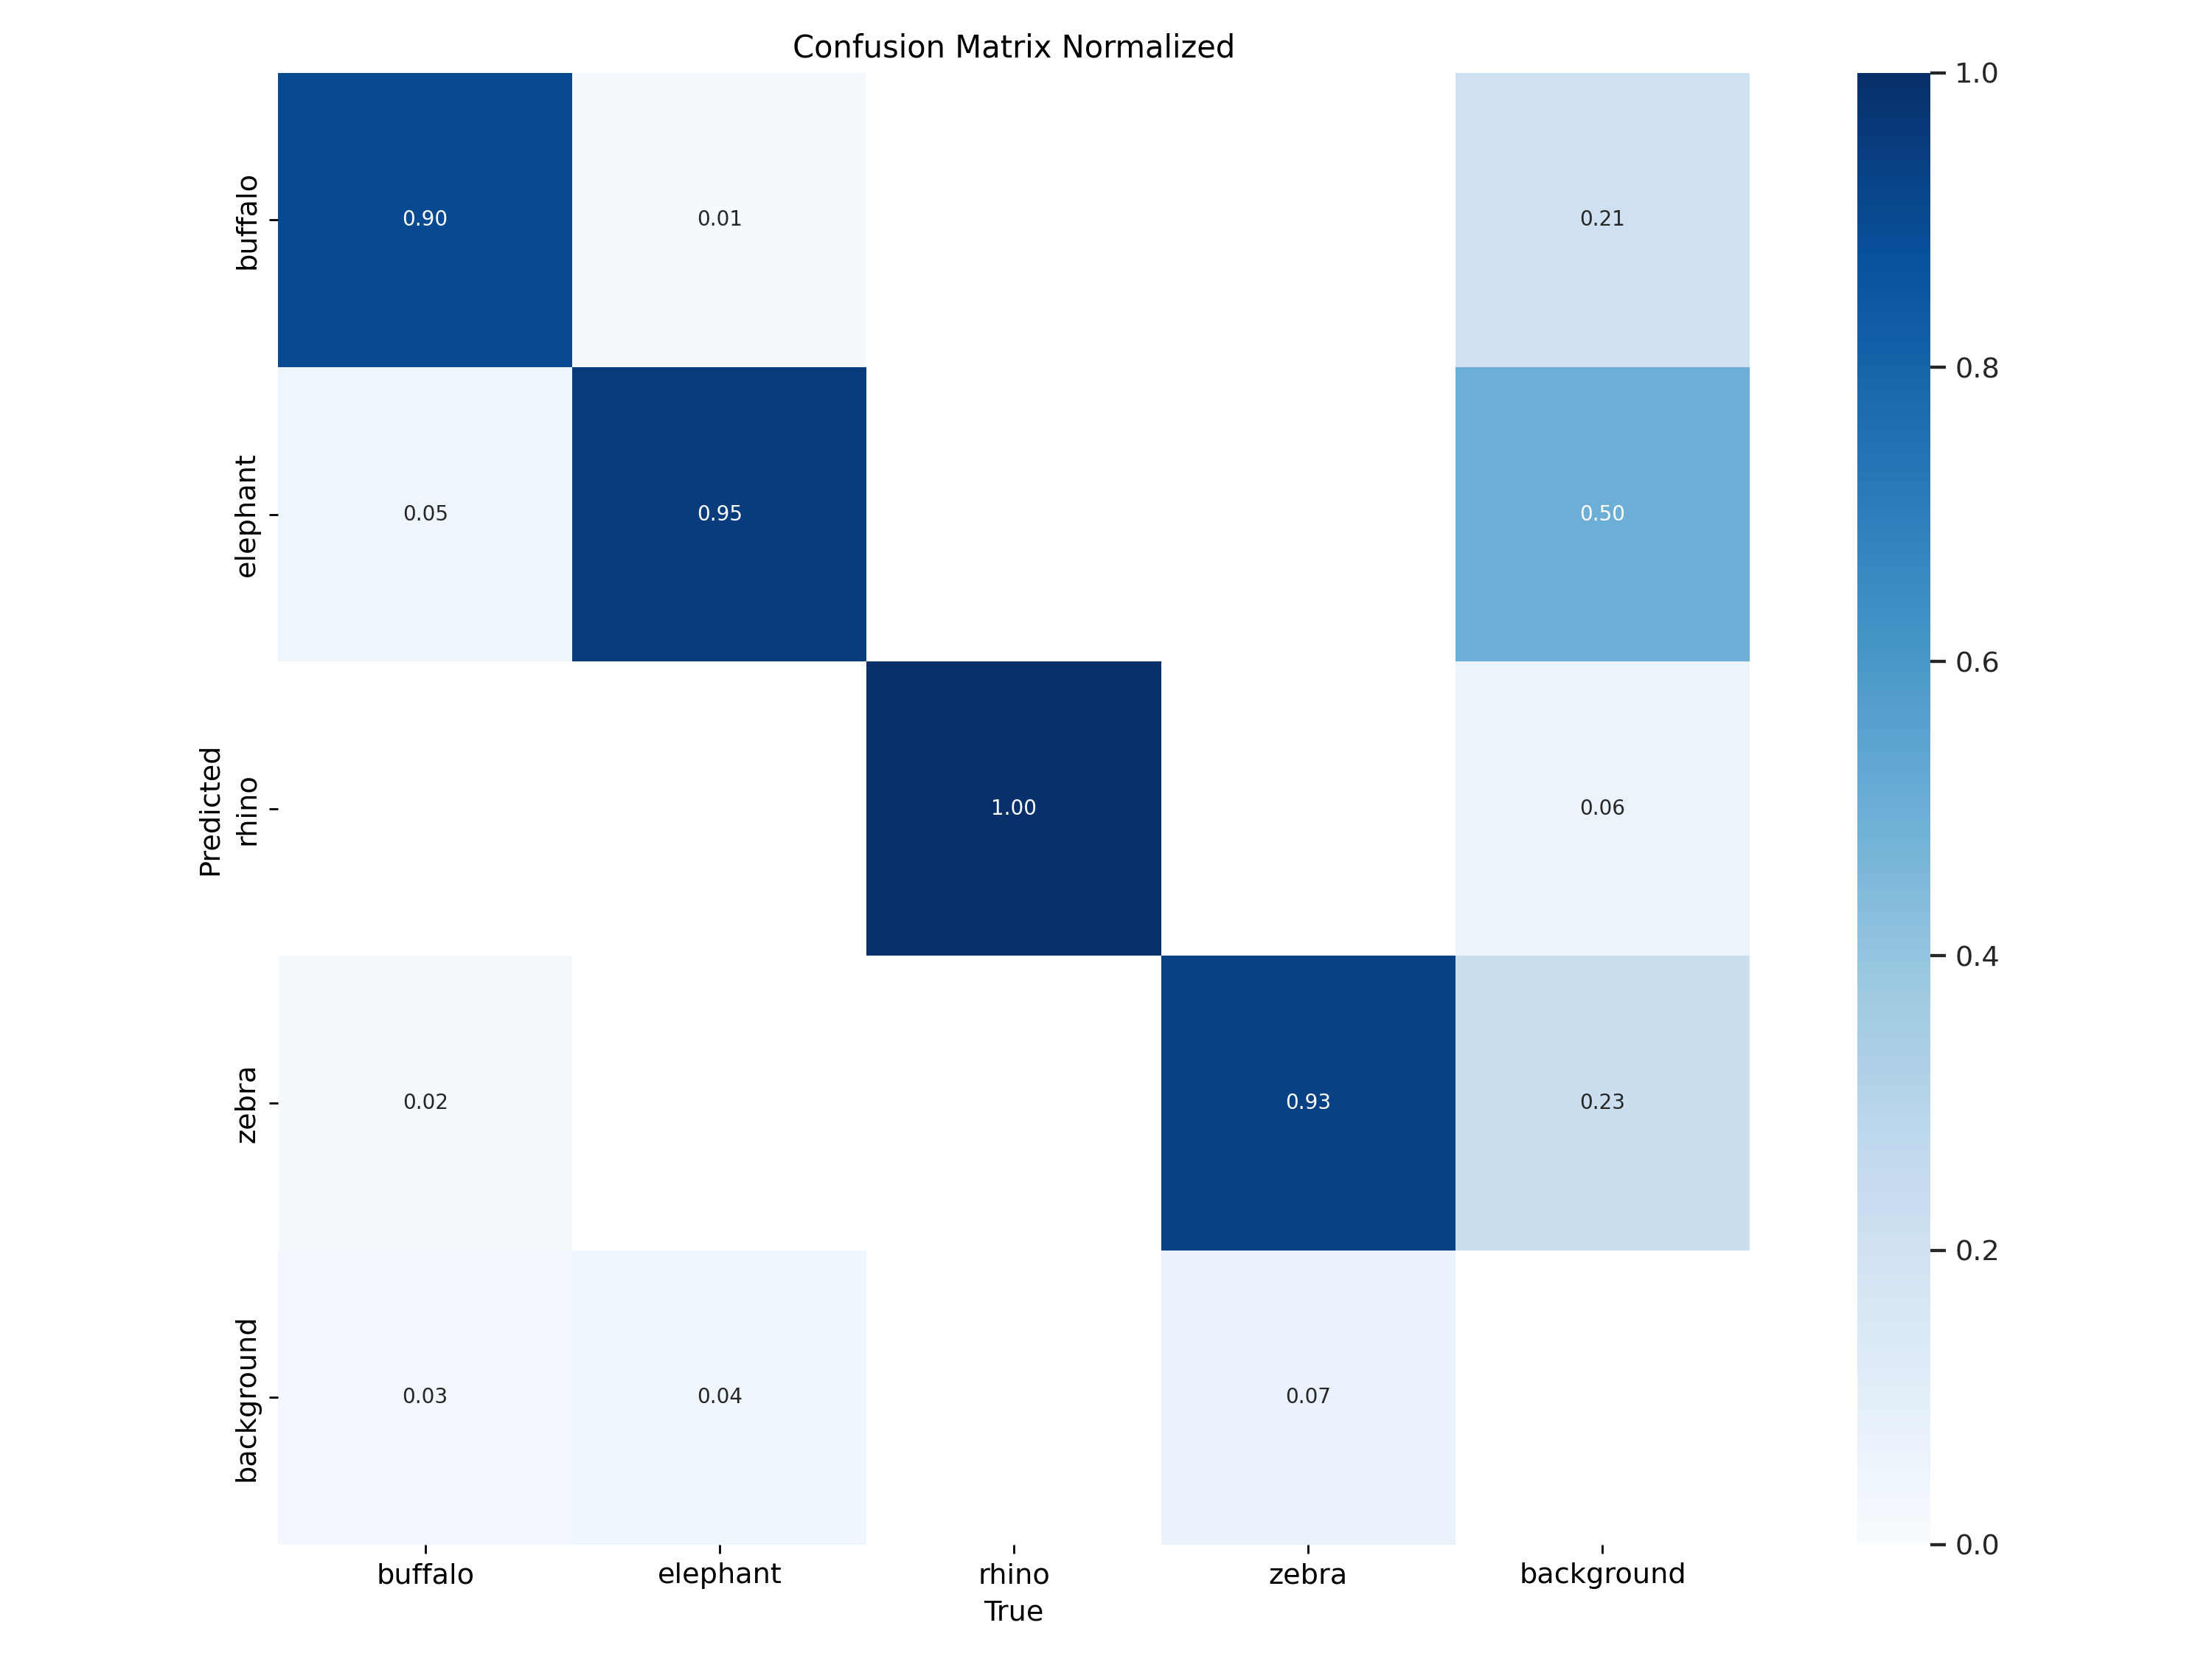 Confusion Matrix Normalized
1.0
buffalo 0.90 0.01 0.21
0.8
elephant 0.05 0.95 0.50
0.6
Predicted
rhino 1.00 0.06
0.4
zebra 0.02 0.93 0.23
0.2
background 0.03 0.04 0.07
0.0
buffalo elephant rhino zebra background
True